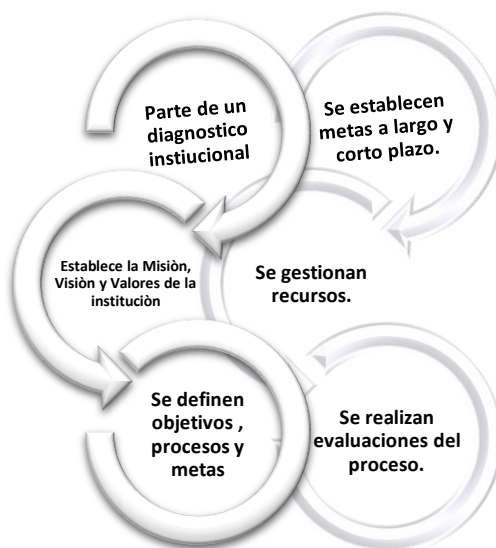 Parte de un
diagnostico
instiucional
Establece la Misiòn,
Visiòn y Valores de la
instituciòn
Se definen
objetivos ,
procesos y
metas
Se establecen
metas a largo y
corto plazo.
Se gestionan
recursos.
Se realizan
evaluaciones del
proceso.